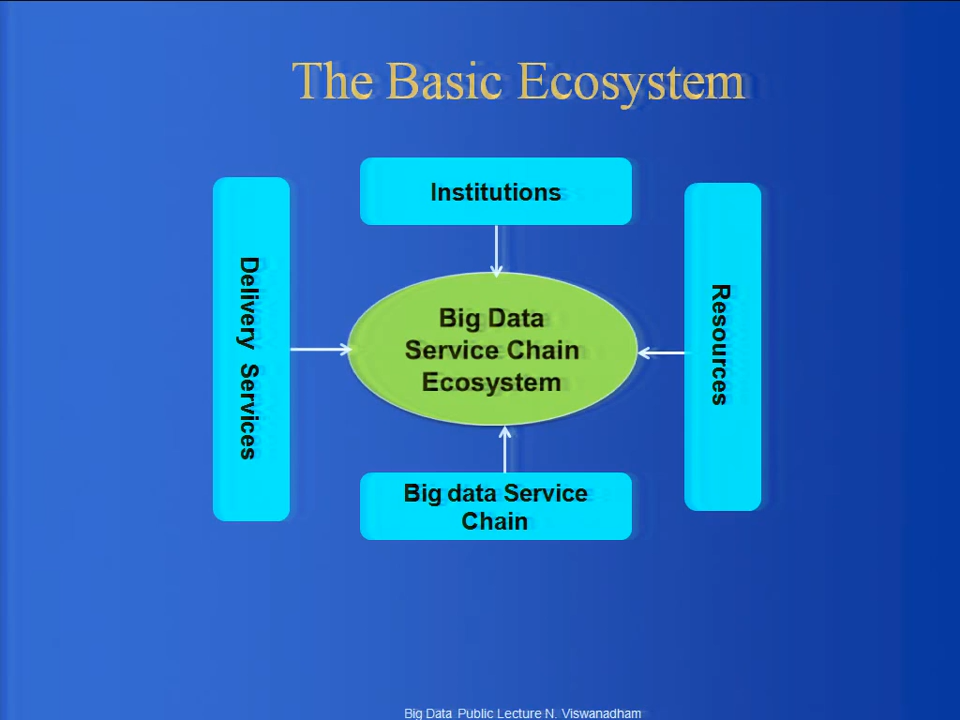 The Basic Ecosystem
Institutions
Delivery Services
Big Data
Service Chain
Ecosystem
Resources
Big data Service
Chain
Big Data Public Lecture N. Viswanadham